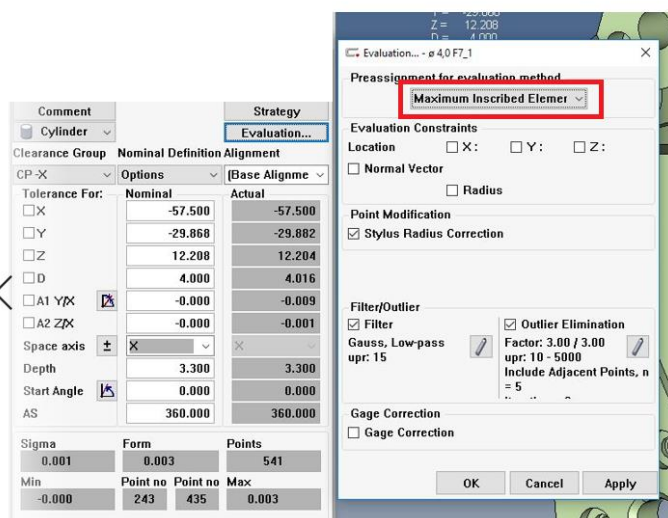 Z = 12.208
D = 4.000
Evaluation... - ø 4,0 F7_1
Preassignment for evaluation method
Maximum Inscribed Elemer
Evaluation Constraints
Location X: Y: Z:
Normal Vector
Radius
Point Modification
Stylus Radius Correction
Filter/Outlier
Filter
Gauss, Low-pass
upr: 15
Outlier Elimination
Factor: 3.00 / 3.00
upr: 10 - 5000
Include Adjacent Points, n
= 5
Gage Correction
Gage Correction
OK Cancel Apply
Comment Strategy
Cylinder Evaluation...
Clearance Group Nominal Definition Alignment
CP -X Options (Base Alignme
Tolerance For: Nominal Actual
X -57.500 -57.500
Y -29.868 -29.882
Z 12.208 12.204
D 4.000 4.016
A1 Y/X -0.000 -0.009
A2 Z/X -0.000 -0.001
Space axis ± X X
Depth 3.300 3.300
Start Angle 0.000 0.000
AS 360.000 360.000
Sigma Form Points
0.001 0.003 541
Min Point no Point no Max
-0.000 243 435 0.003